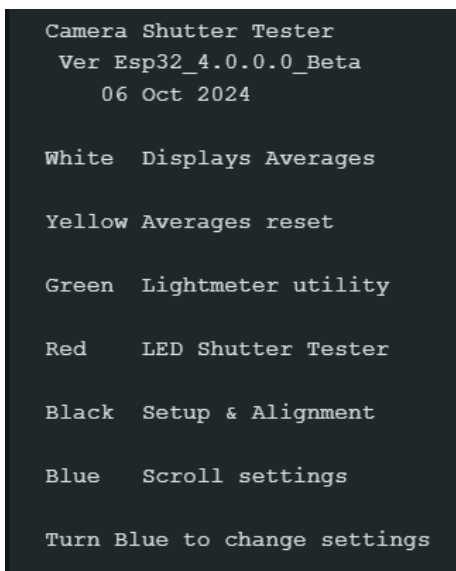 Camera Shutter Tester
Ver Esp32_4.0.0.0_Beta
06 Oct 2024
White Displays Averages
Yellow Averages reset
Green Lightmeter utility
Red LED Shutter Tester
Black Setup & Alignment
Blue Scroll settings
Turn Blue to change settings